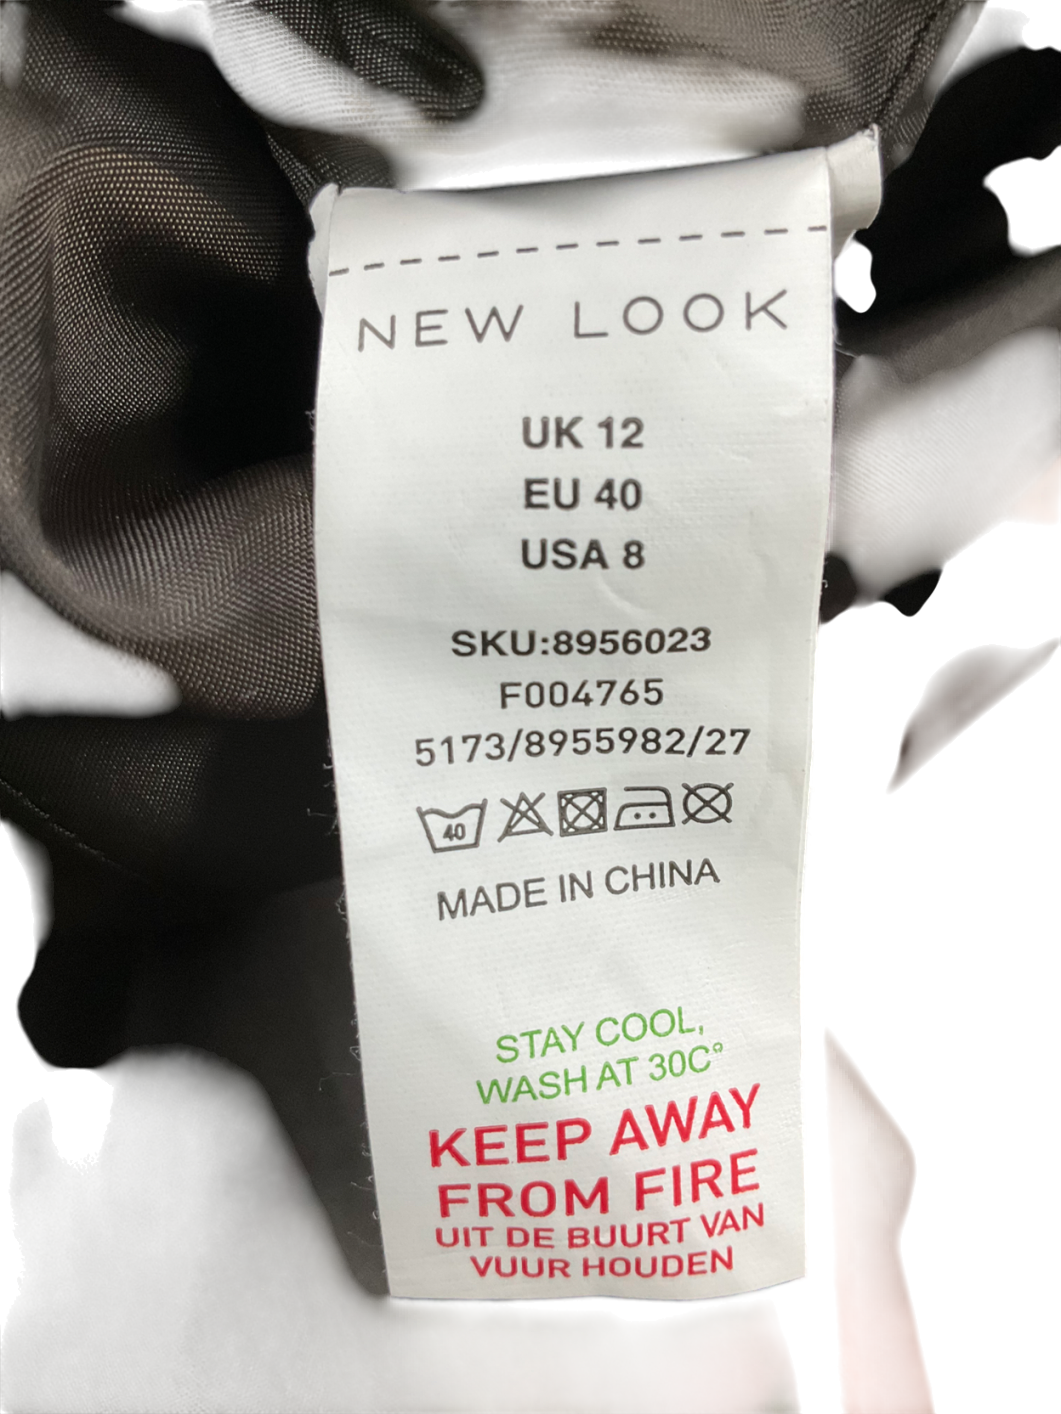 NEW LOOK
UK 12
EU 40
USA 8
SKU:8956023
F004765
5173/8955982/27
40
MADE IN CHINA
STAY COOL,
WASH AT 30C°
KEEP AWAY
FROM FIRE
UIT DE BUURT VAN
VUUR HOUDEN